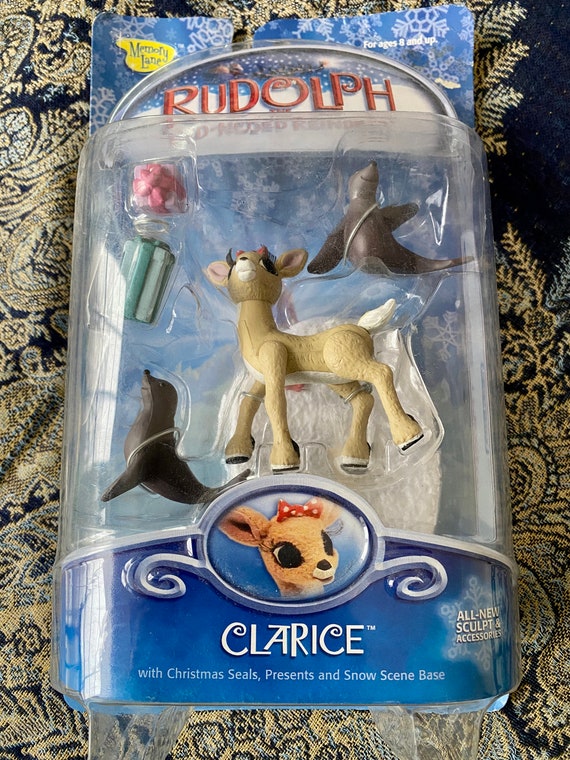 Memory
Lane
For ages 8 and up.
RUDOLPH
CLARICE™
ALL-NEW
SCULPT &
ACCESSORIES
with Christmas Seals, Presents and Snow Scene Base